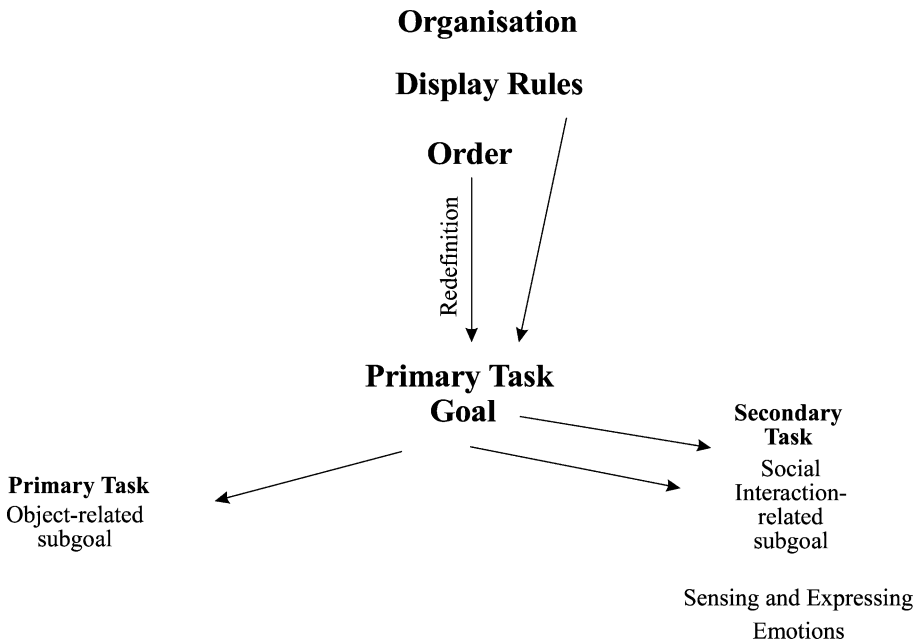 Organisation
Display Rules
Order
Redefinition
Primary Task
Goal
Primary Task
Object-related
subgoal
Secondary
Task
Social
Interaction-
related
subgoal
Sensing and Expressing
Emotions